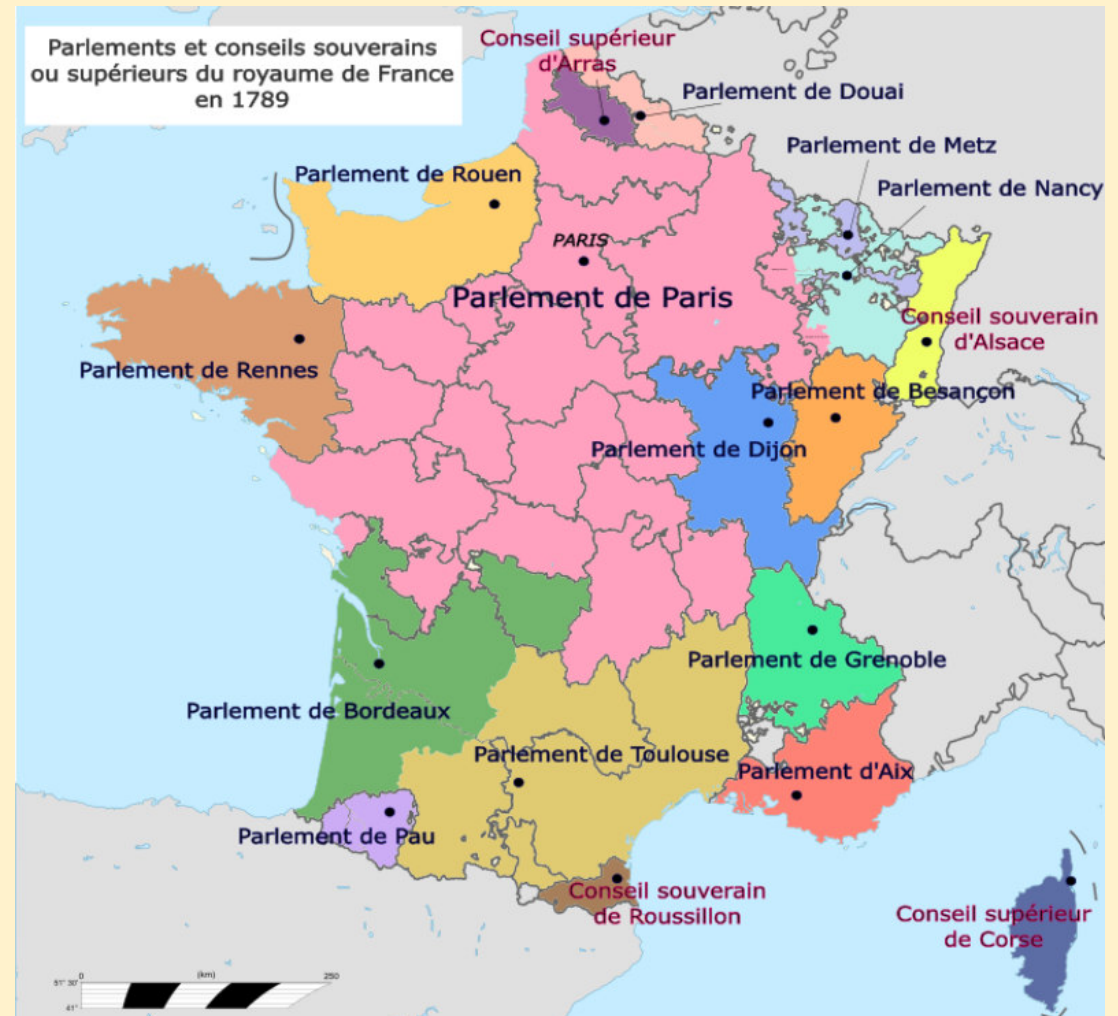 Parlements et conseils souverains
ou supérieurs du royaume de France
en 1789
Conseil supérieur
d'Arras
Parlement de Douai
Parlement de Metz
Parlement de Rouen
Parlement de Nancy
PARIS
Parlement de Paris
Conseil souverain
d'Alsace
Parlement de Rennes
Parlement de Besançon
Parlement de Dijon
Parlement de Grenoble
Parlement de Bordeaux
Parlement de Toulouse
Parlement d'Aix
Parlement de Pau
Conseil souverain
de Roussillon
Conseil supérieur
de Corse
0 (km) 250
51° 30'
41°